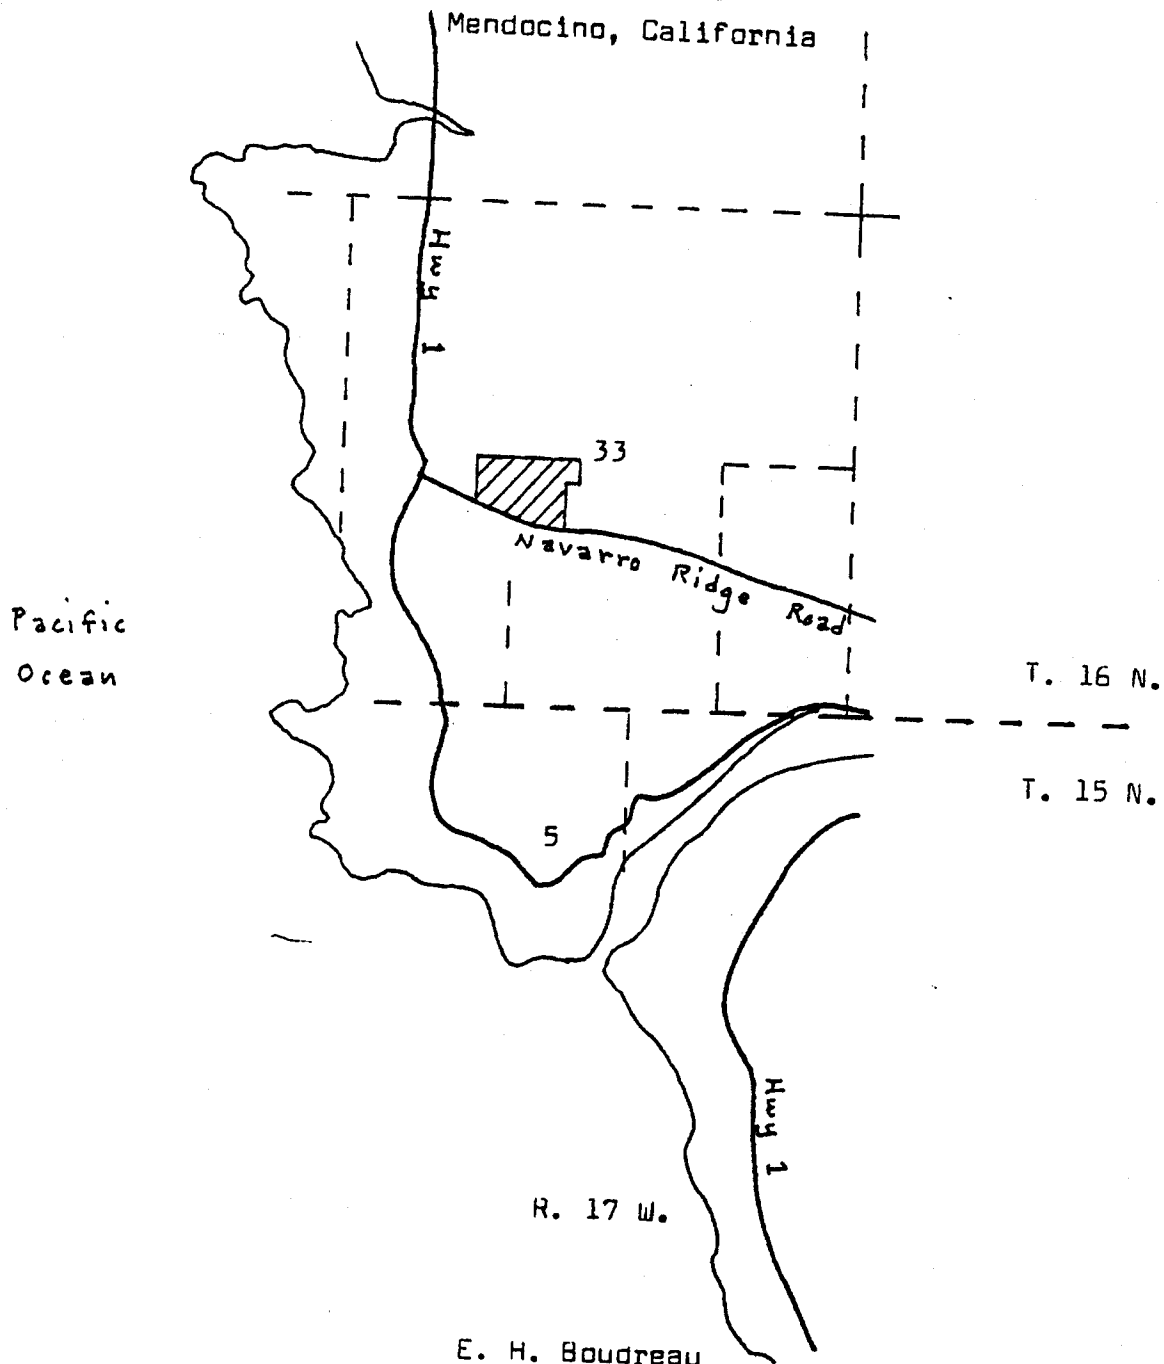 Mendocino, California
Hwy 1
33
Navarro Ridge Road
Pacific
Ocean
T. 16 N.
T. 15 N.
5
Hwy 1
R. 17 W.
E. H. Boudreau